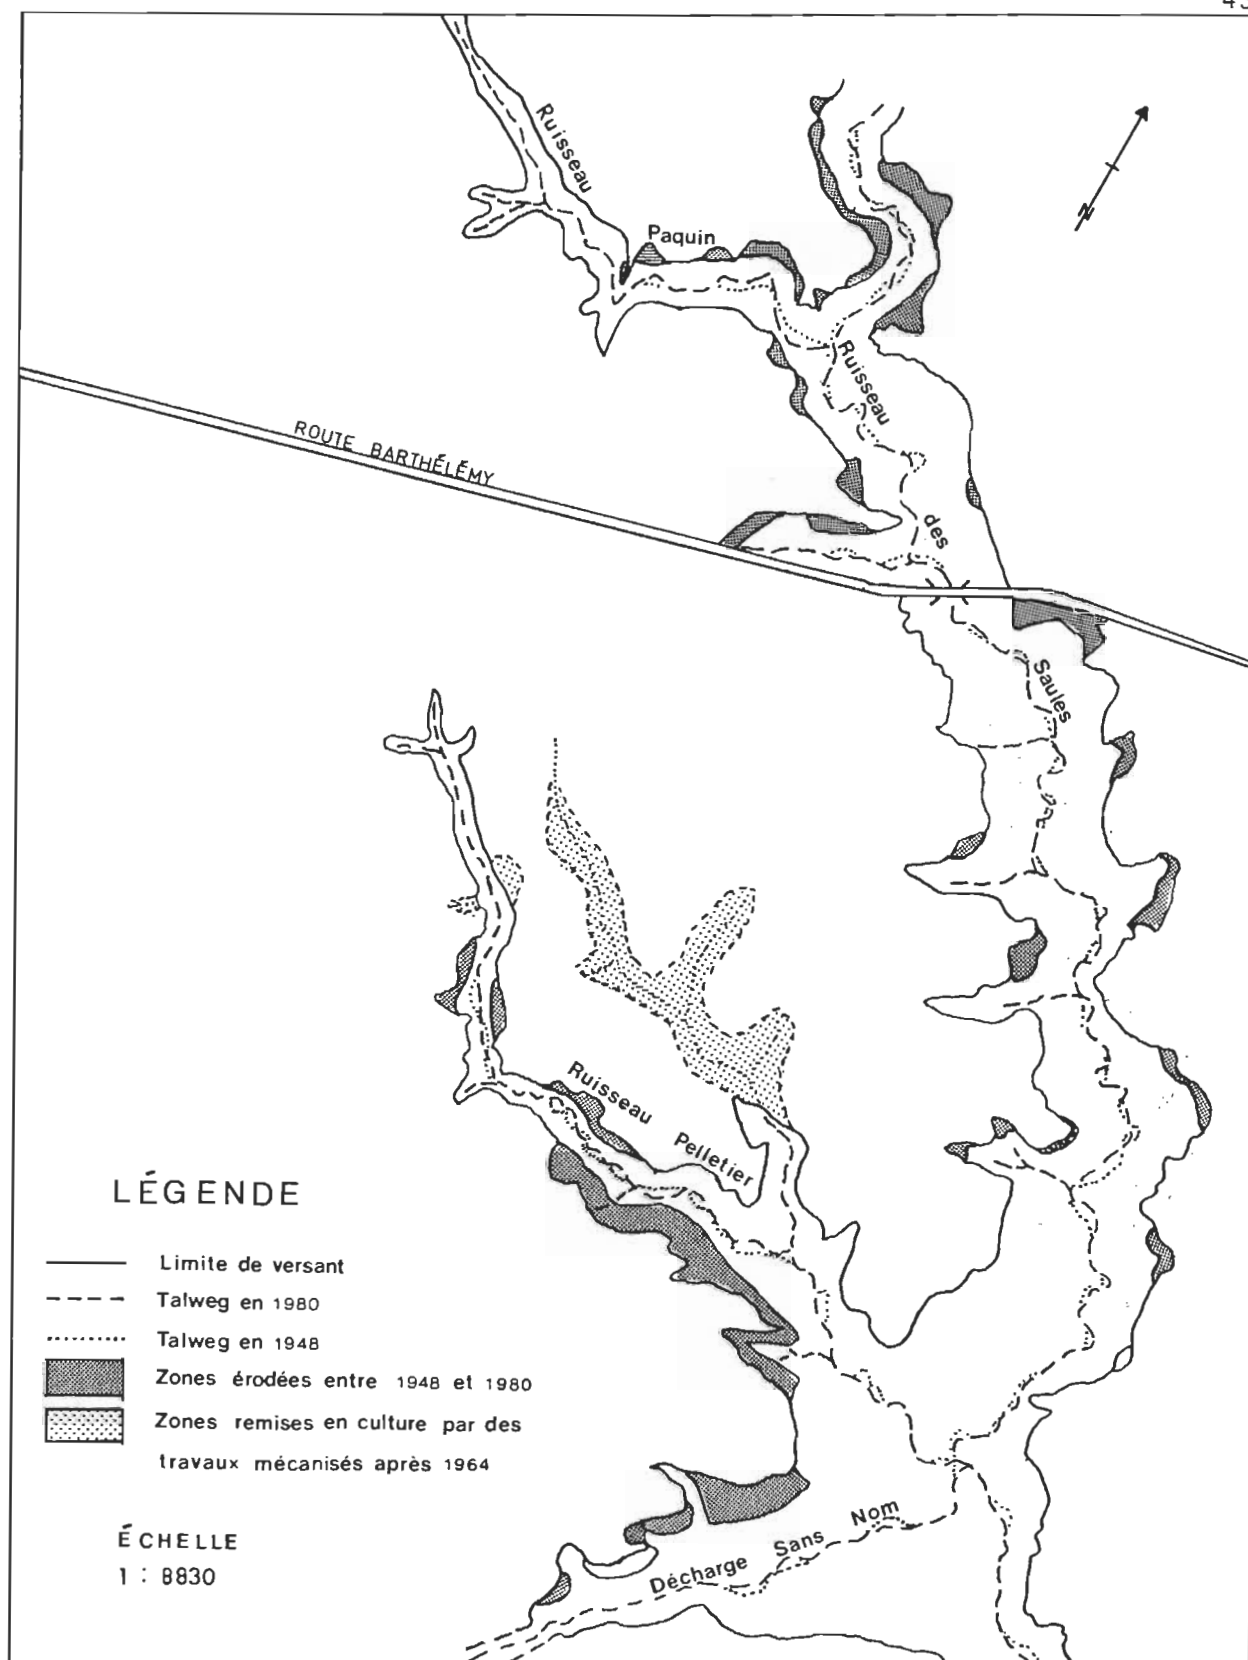 Ruisseau
Paquin
N
Ruisseau
des
Saules
ROUTE BARTHÉLÉMY
Ruisseau
Pelletier
LÉGENDE
Limite de versant
Talweg en 1980
Talweg en 1948
Zones érodées entre 1948 et 1980
Zones remises en culture par des
travaux mécanisés après 1964
ÉCHELLE
1 : 8830
Décharge Sans Nom